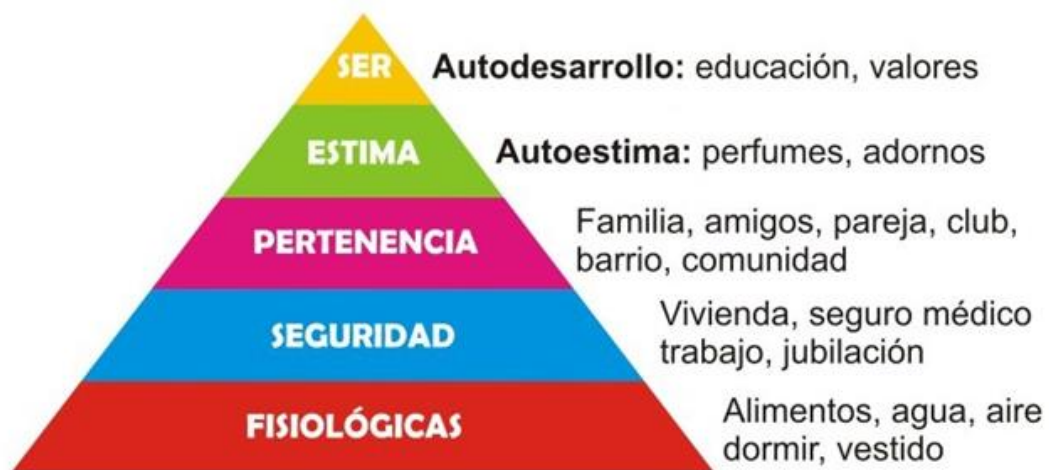 SER
Autodesarrollo: educación, valores
ESTIMA
Autoestima: perfumes, adornos
PERTENENCIA
Familia, amigos, pareja, club,
barrio, comunidad
SEGURIDAD
Vivienda, seguro médico
trabajo, jubilación
FISIOLÓGICAS
Alimentos, agua, aire
dormir, vestido